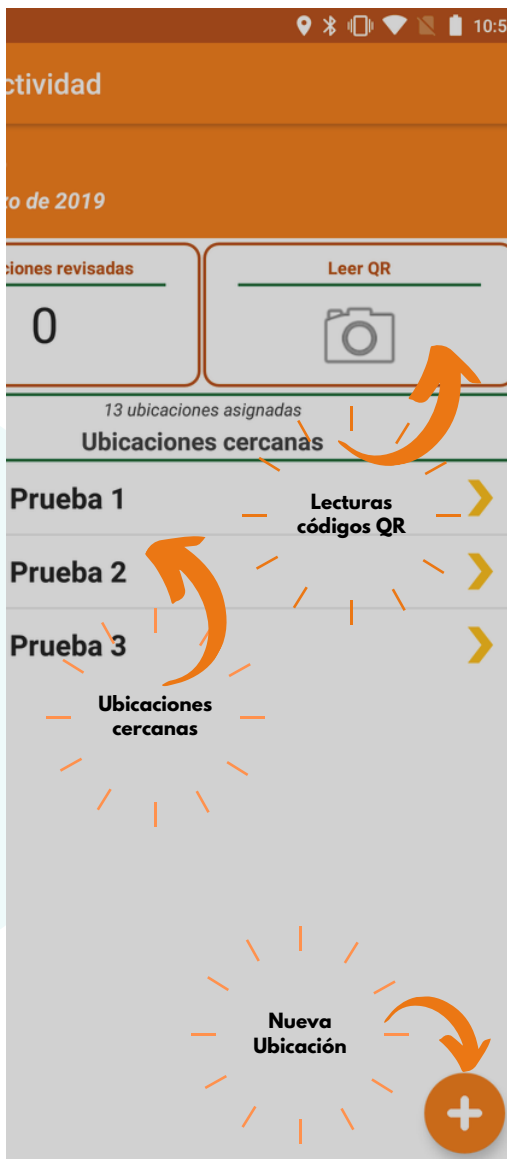 10:5
ctividad
zo de 2019
ciones revisadas
Leer QR
0
13 ubicaciones asignadas
Ubicaciones cercanas
Prueba 1
Lecturas
códigos QR
Prueba 2
Prueba 3
Ubicaciones
cercanas
Nueva
Ubicación